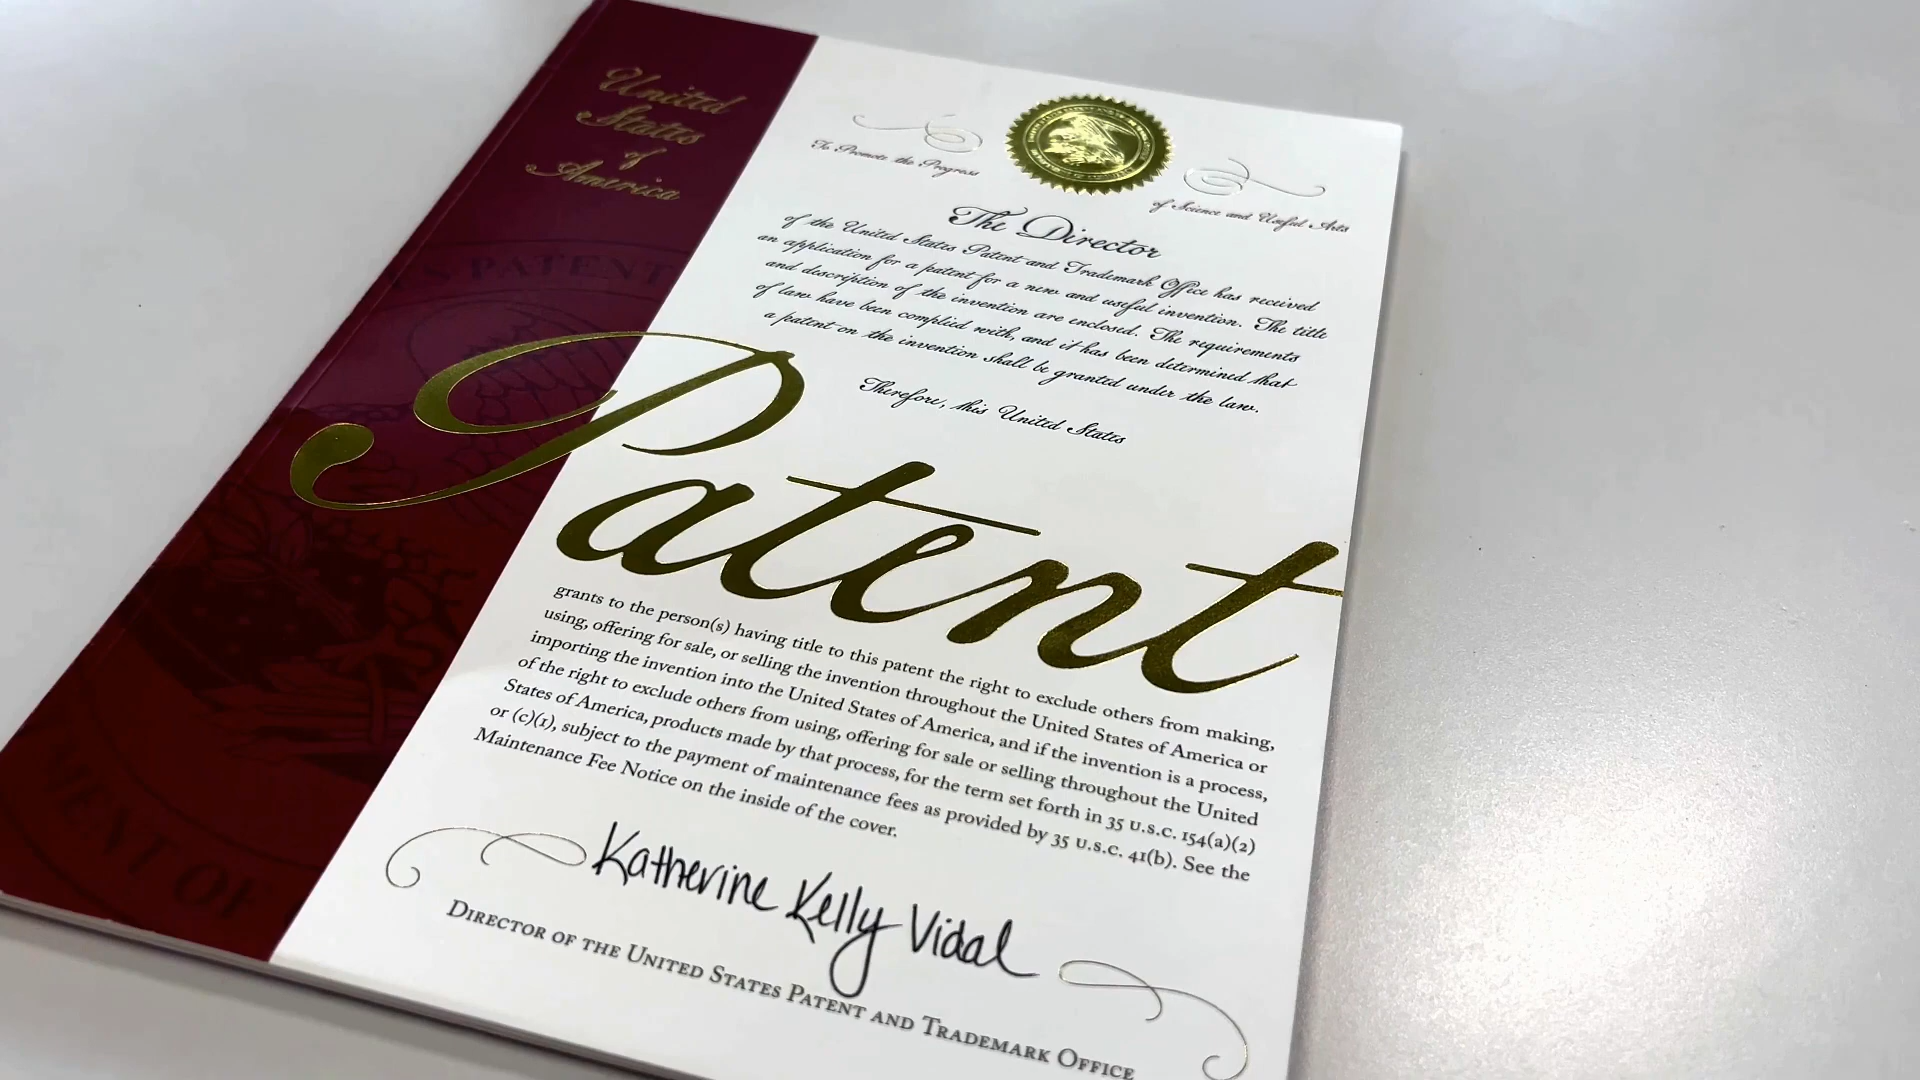 United
States
of
America
To Promote the Progress
of Science and Useful Arts
The Director
of the United States Patent and Trademark Office has received
an application for a patent for a new and useful invention. The title
and description of the invention are enclosed. The requirements
of law have been complied with, and it has been determined that
a patent on the invention shall be granted under the law.
Therefore, this United States
Patent
grants to the person(s) having title to this patent the right to exclude others from making,
using, offering for sale, or selling the invention throughout the United States of America or
importing the invention into the United States of America, and if the invention is a process,
of the right to exclude others from using, offering for sale or selling throughout the United
States of America, products made by that process, for the term set forth in 35 U.S.C. 154(a)(2)
or (c)(1), subject to the payment of maintenance fees as provided by 35 U.S.C. 41(b). See the
Maintenance Fee Notice on the inside of the cover.
Katherine Kelly Vidal
DIRECTOR OF THE UNITED STATES PATENT AND TRADEMARK OFFICE
S PATENT
MENT OF